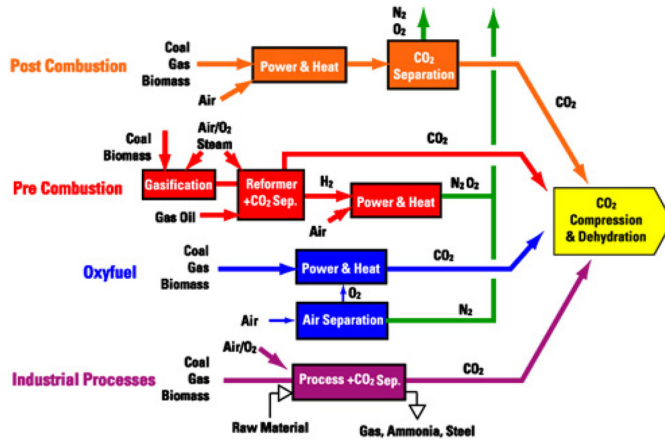 N2
O2
Post Combustion
Coal
Gas
Biomass
Power & Heat
CO2
Separation
Air
CO2
Coal
Biomass
Air/O2
Steam
CO2
Pre Combustion
Gasification
Reformer
+CO2 Sep.
H2
Power & Heat
N2 O2
Gas Oil
Air
CO2
Compression
& Dehydration
Oxyfuel
Coal
Gas
Biomass
Power & Heat
CO2
O2
Air
Air Separation
N2
Industrial Processes
Air/O2
Coal
Gas
Biomass
Process +CO2 Sep.
CO2
Raw Material
Gas, Ammonia, Steel